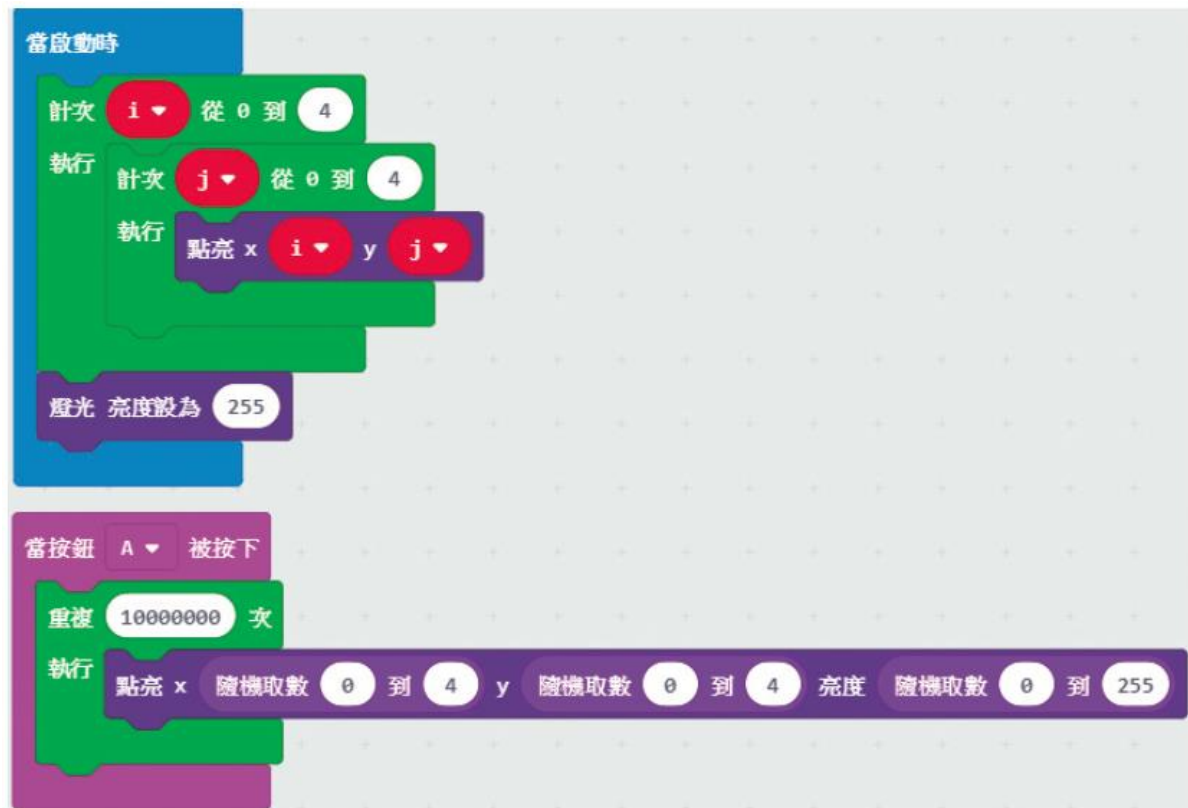 當啟動時
計次 i 從 0 到 4
執行 計次 j 從 0 到 4
執行 點亮 x i y j
燈光 亮度設為 255
當按鈕 A 被按下
重複 10000000 次
執行 點亮 x 隨機取數 0 到 4 y 隨機取數 0 到 4 亮度 隨機取數 0 到 255